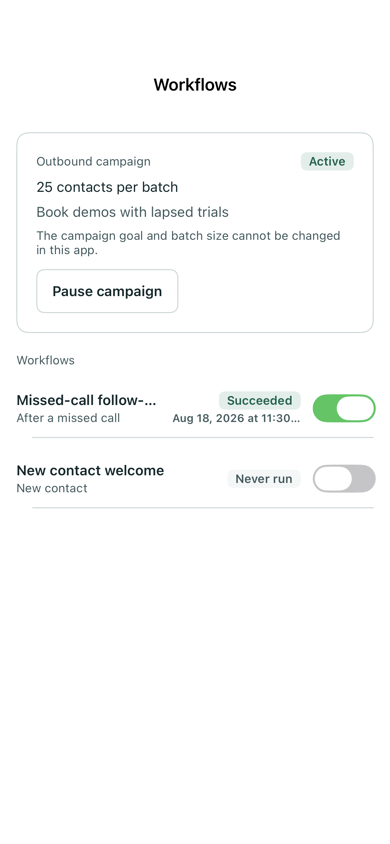 Workflows
Outbound campaign
Active
25 contacts per batch
Book demos with lapsed trials
The campaign goal and batch size cannot be changed
in this app.
Pause campaign
Workflows
Missed-call follow-...
Succeeded
After a missed call
Aug 18, 2026 at 11:30...
New contact welcome
Never run
New contact